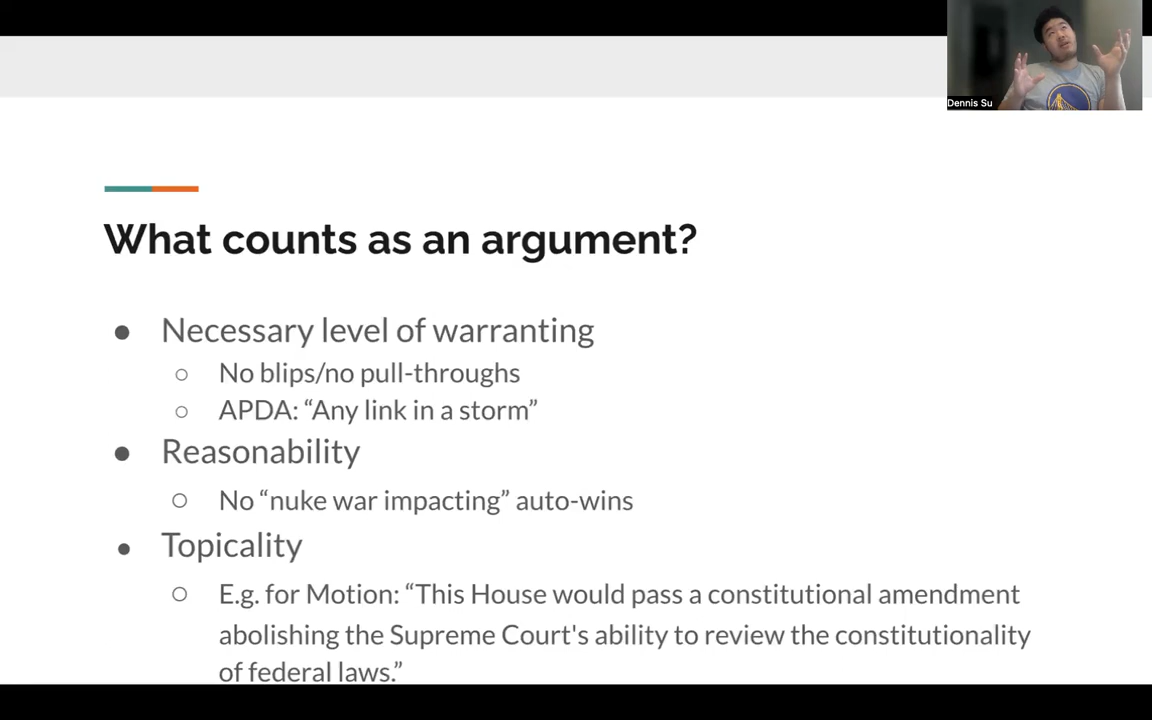 Dennis Su
What counts as an argument?
● Necessary level of warranting
○ No blips/no pull-throughs
○ APDA: “Any link in a storm”
● Reasonability
○ No “nuke war impacting” auto-wins
● Topicality
○ E.g. for Motion: “This House would pass a constitutional amendment
abolishing the Supreme Court's ability to review the constitutionality
of federal laws.”